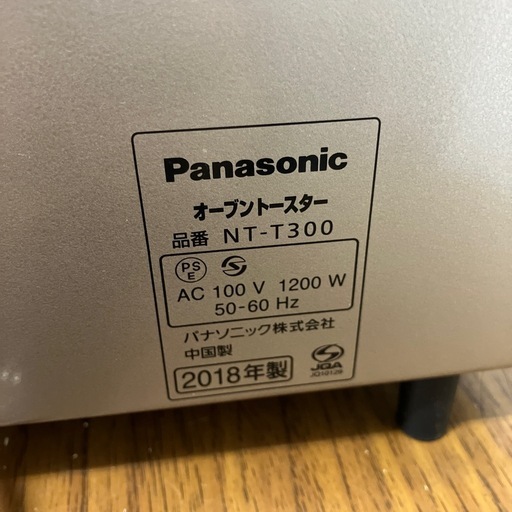 Panasonic
オーブントースター
品番 NT-T300
PS E S
AC 100 V 1200 W
50-60 Hz
パナソニック株式会社
中国製
2018年製
JQA